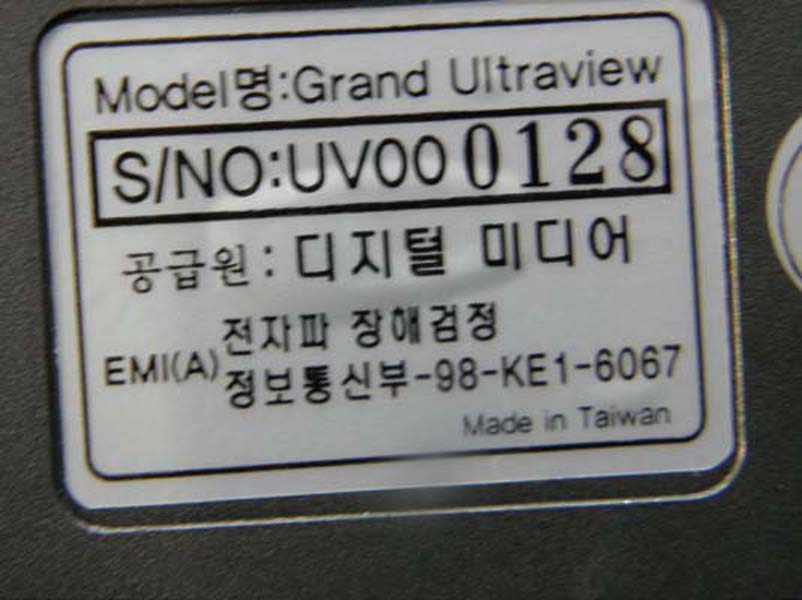 Model명:Grand Ultraview
S/NO:UV00 0128
공급원: 디지털 미디어
전자파 장해검정
EMI(A)
정보통신부-98-KE1-6067
Made in Taiwan